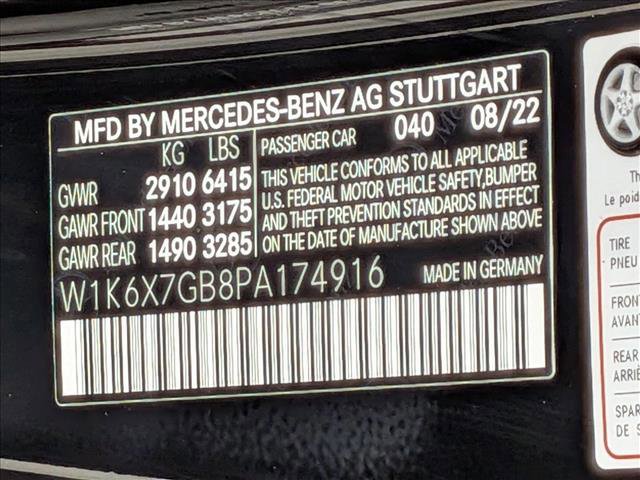 MFD BY MERCEDES-BENZ AG STUTTGART
KG LBS
GVWR 2910 6415
GAWR FRONT 1440 3175
GAWR REAR 1490 3285
PASSENGER CAR 040 08/22
THIS VEHICLE CONFORMS TO ALL APPLICABLE
U.S. FEDERAL MOTOR VEHICLE SAFETY,BUMPER
AND THEFT PREVENTION STANDARDS IN EFFECT
ON THE DATE OF MANUFACTURE SHOWN ABOVE
W1K6X7GB8PA174916 MADE IN GERMANY
Th
Le poid
TIRE
PNEU
FRON
AVAN
REAR
ARRIÈ
SPAR
DE S